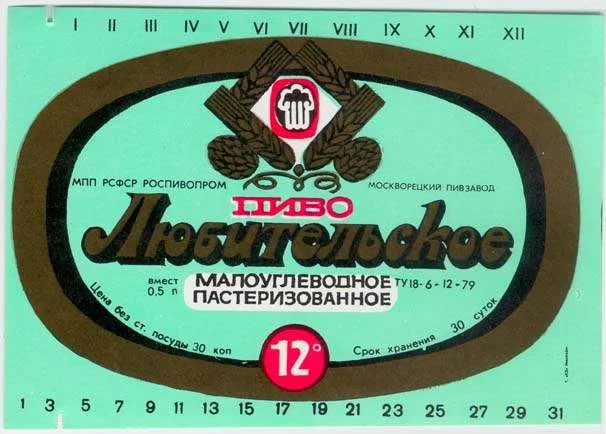 I II III IV V VI VII VIII IX X XI XII
МПП РСФСР РОСПИВОПРОМ
МОСКВОРЕЦКИЙ ПИВЗАВОД
ПИВО
Любительское
вмест
0,5 л
МАЛОУГЛЕВОДНОЕ
ПАСТЕРИЗОВАННОЕ
ТУ18-6-12-79
Цена без ст. посуды 30 коп
12°
Срок хранения 30 суток
1 3 5 7 9 11 13 15 17 19 21 23 25 27 29 31